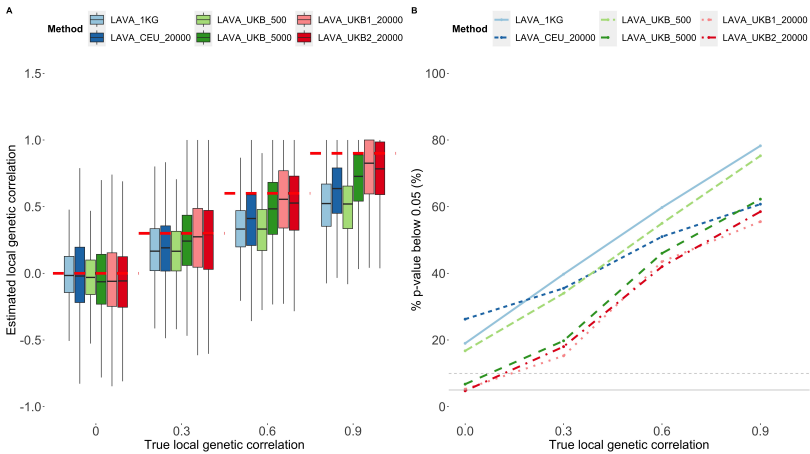 A
Method
LAVA_1KG
LAVA_UKB_500
LAVA_UKB1_20000
LAVA_CEU_20000
LAVA_UKB_5000
LAVA_UKB2_20000
Estimated local genetic correlation
1.5
1.0
0.5
0.0
-0.5
-1.0
0
0.3
0.6
0.9
True local genetic correlation
B
Method
LAVA_1KG
LAVA_UKB_500
LAVA_UKB1_20000
LAVA_CEU_20000
LAVA_UKB_5000
LAVA_UKB2_20000
% p-value below 0.05 (%)
100
80
60
40
20
0
0.0
0.3
0.6
0.9
True local genetic correlation